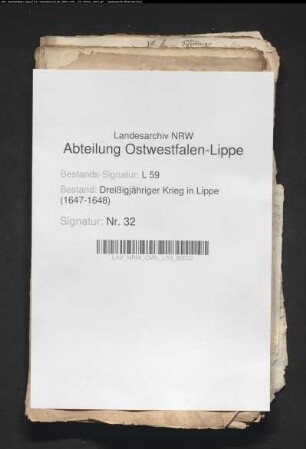 Landesarchiv NRW
Abteilung Ostwestfalen-Lippe
Bestands-Signatur: L 59
Bestand: Dreißigjähriger Krieg in Lippe
(1647-1648)
Signatur: Nr. 32